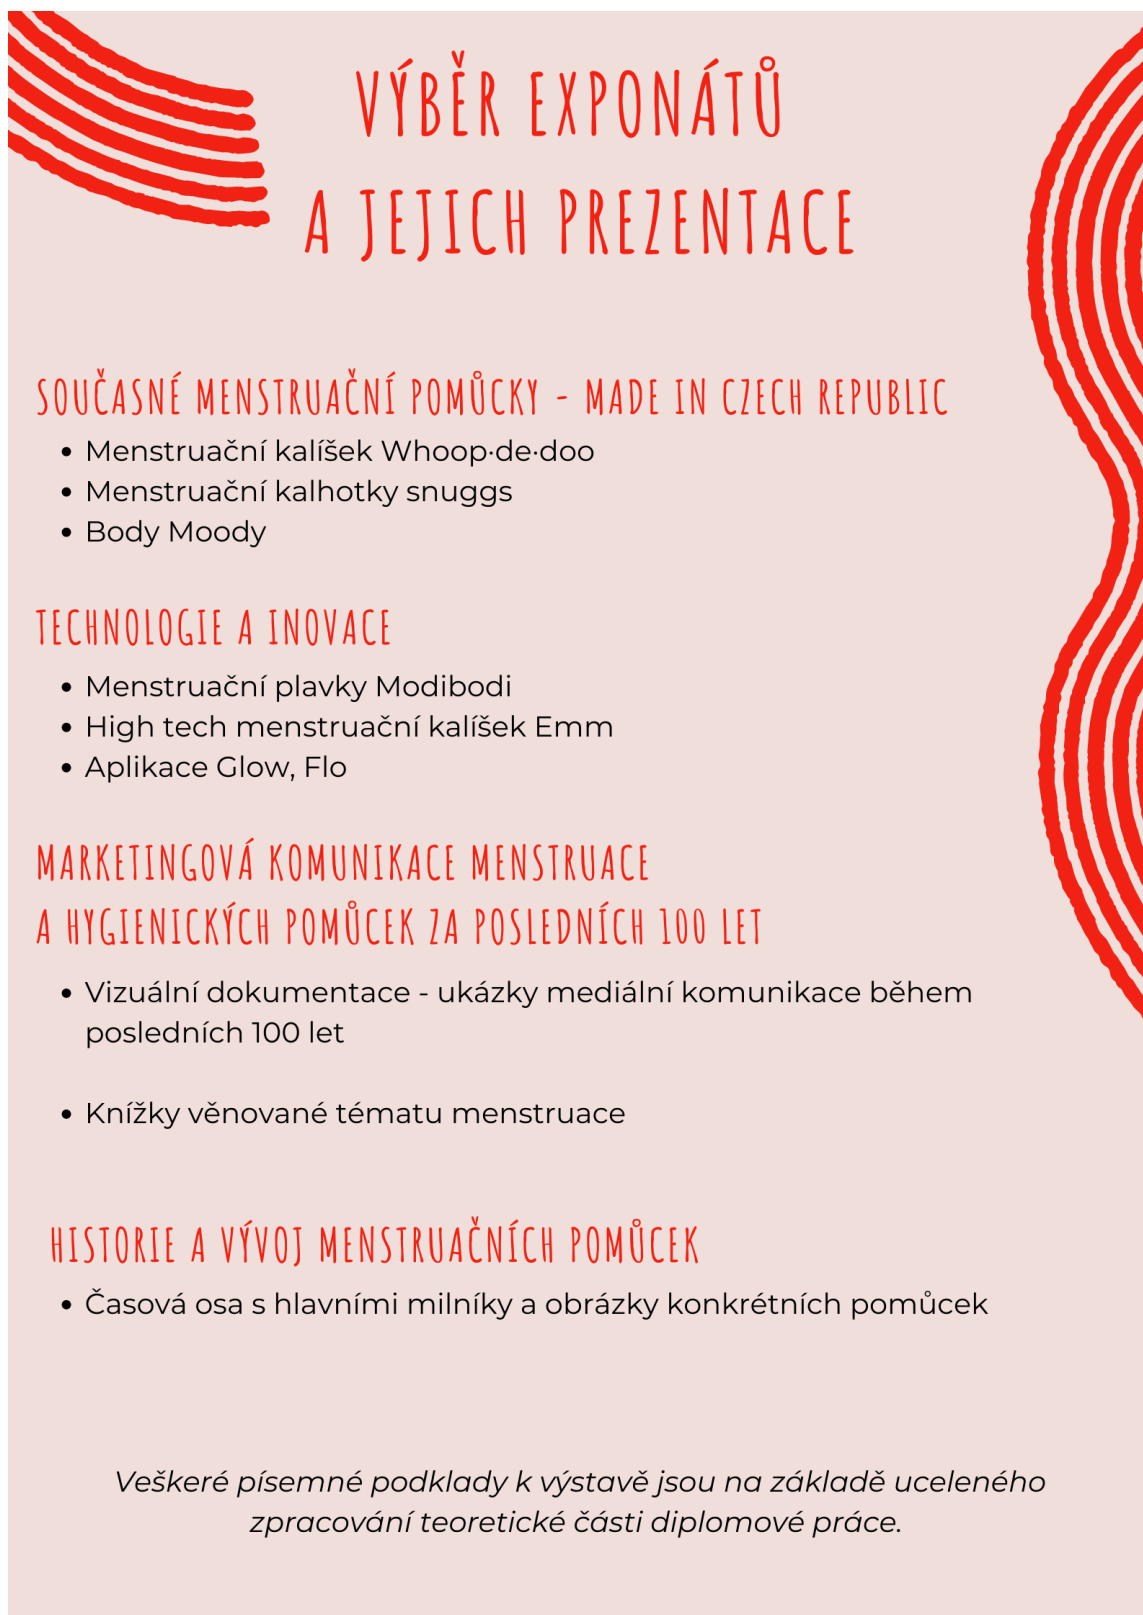 VÝBĚR EXPONÁTŮ
A JEJICH PREZENTACE
SOUČASNÉ MENSTRUAČNÍ POMŮCKY - MADE IN CZECH REPUBLIC
• Menstruační kalíšek Whoop·de·doo
• Menstruační kalhotky snuggs
• Body Moody
TECHNOLOGIE A INOVACE
• Menstruační plavky Modibodi
• High tech menstruační kalíšek Emm
• Aplikace Glow, Flo
MARKETINGOVÁ KOMUNIKACE MENSTRUACE
A HYGIENICKÝCH POMŮCEK ZA POSLEDNÍCH 100 LET
• Vizuální dokumentace - ukázky mediální komunikace během
posledních 100 let
• Knížky věnované tématu menstruace
HISTORIE A VÝVOJ MENSTRUAČNÍCH POMŮCEK
• Časová osa s hlavními milníky a obrázky konkrétních pomůcek
Veškeré písemné podklady k výstavě jsou na základě uceleného
zpracování teoretické části diplomové práce.